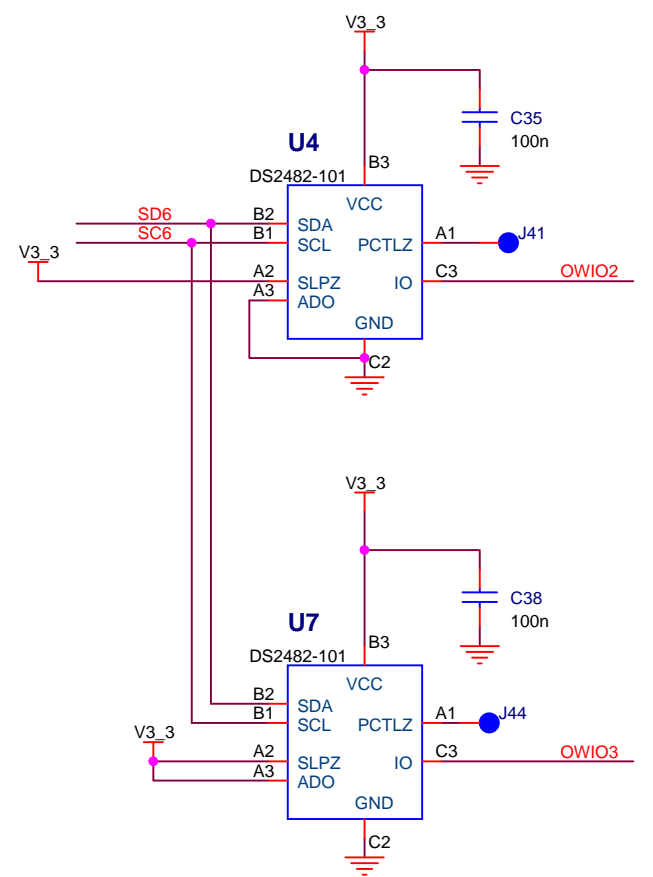 V3_3
C35
100n
U4
DS2482-101
B3
VCC
SD6
B2
SDA
SC6
B1
SCL
PCTLZ
A1
J41
V3_3
A2
SLPZ
IO
C3
OWIO2
A3
ADO
GND
C2
V3_3
C38
100n
U7
DS2482-101
B3
VCC
B2
SDA
B1
SCL
PCTLZ
A1
J44
V3_3
A2
SLPZ
IO
C3
OWIO3
A3
ADO
GND
C2